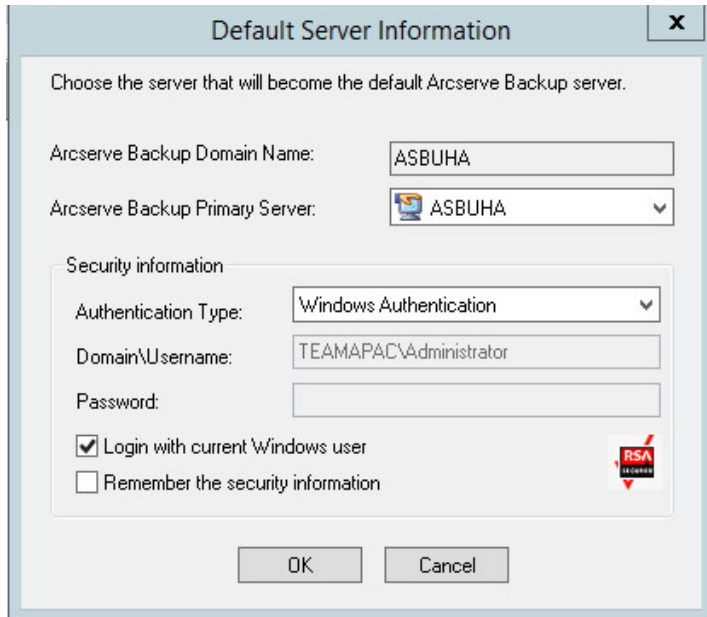 Default Server Information
x
Choose the server that will become the default Arcserve Backup server.
Arcserve Backup Domain Name: ASBUHA
Arcserve Backup Primary Server: ASBUHA
Security information
Authentication Type: Windows Authentication
Domain\Username: TEAMAPAC\Administrator
Password:
Login with current Windows user
RSA
Remember the security information
OK Cancel